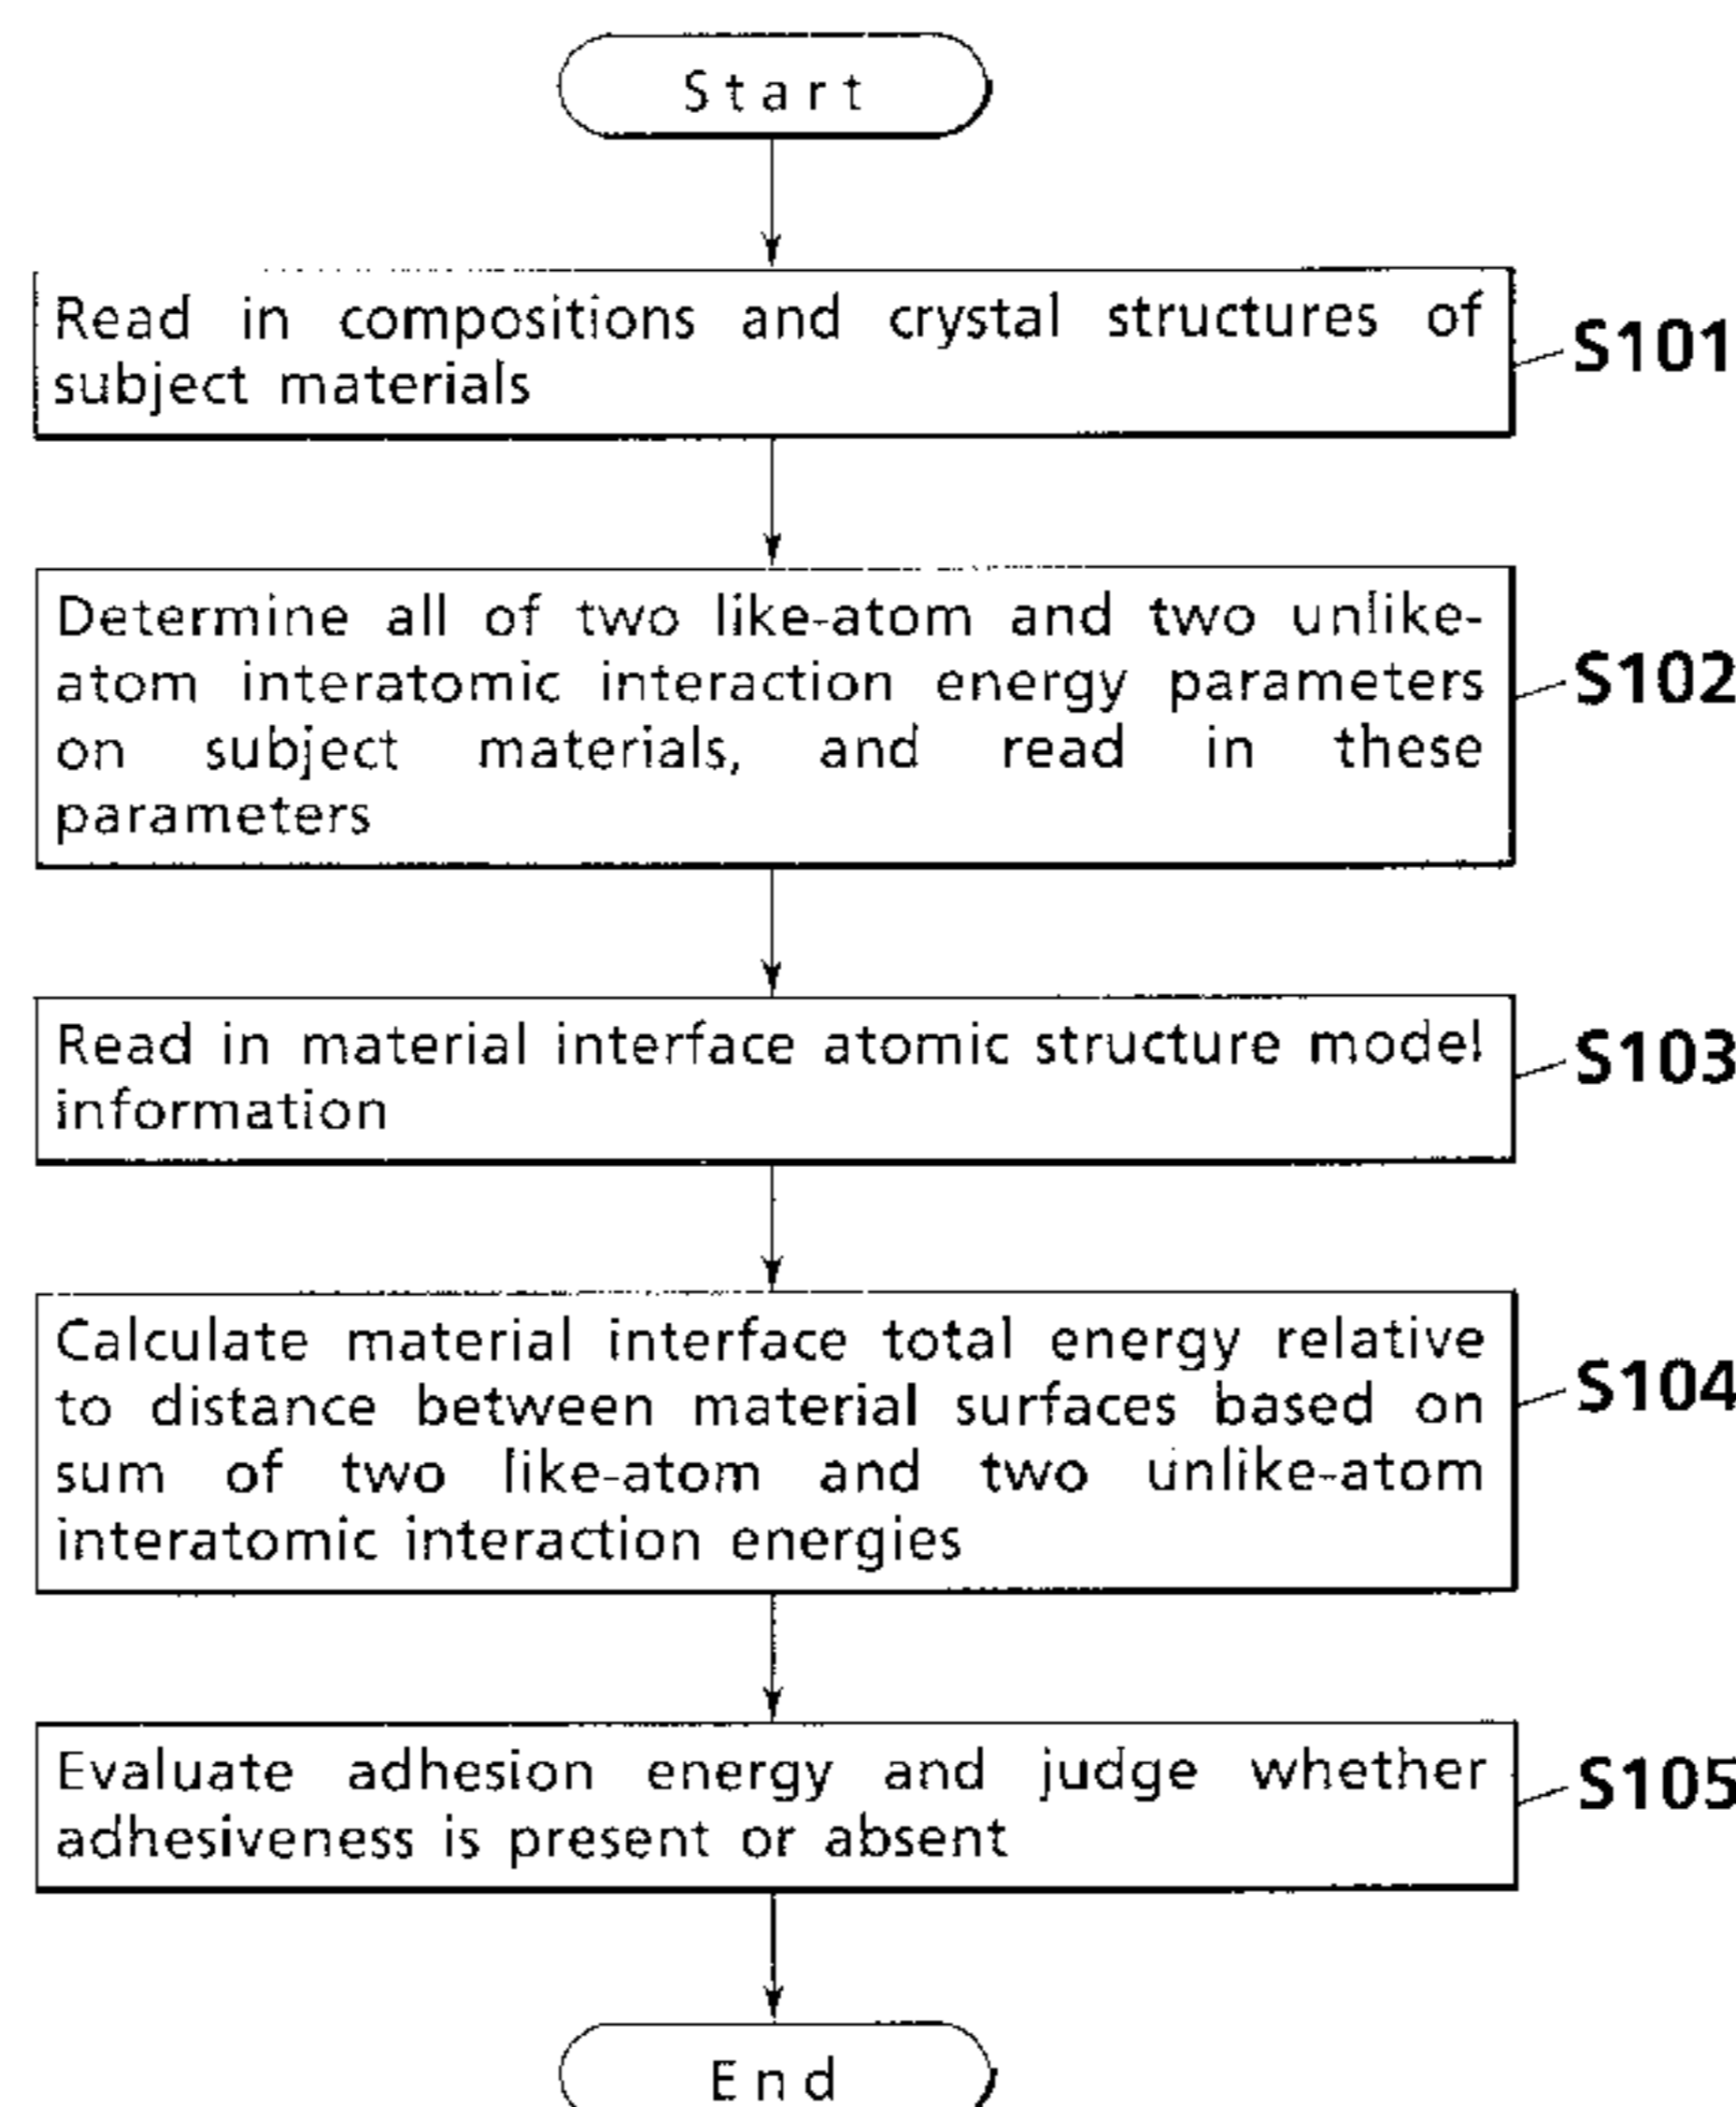 Start
Read in compositions and crystal structures of
subject materials
S101
Determine all of two like-atom and two unlike-
atom interatomic interaction energy parameters
on subject materials, and read in these
parameters
S102
Read in material interface atomic structure model
information
S103
Calculate material interface total energy relative
to distance between material surfaces based on
sum of two like-atom and two unlike-atom
interatomic interaction energies
S104
Evaluate adhesion energy and judge whether
adhesiveness is present or absent
S105
End